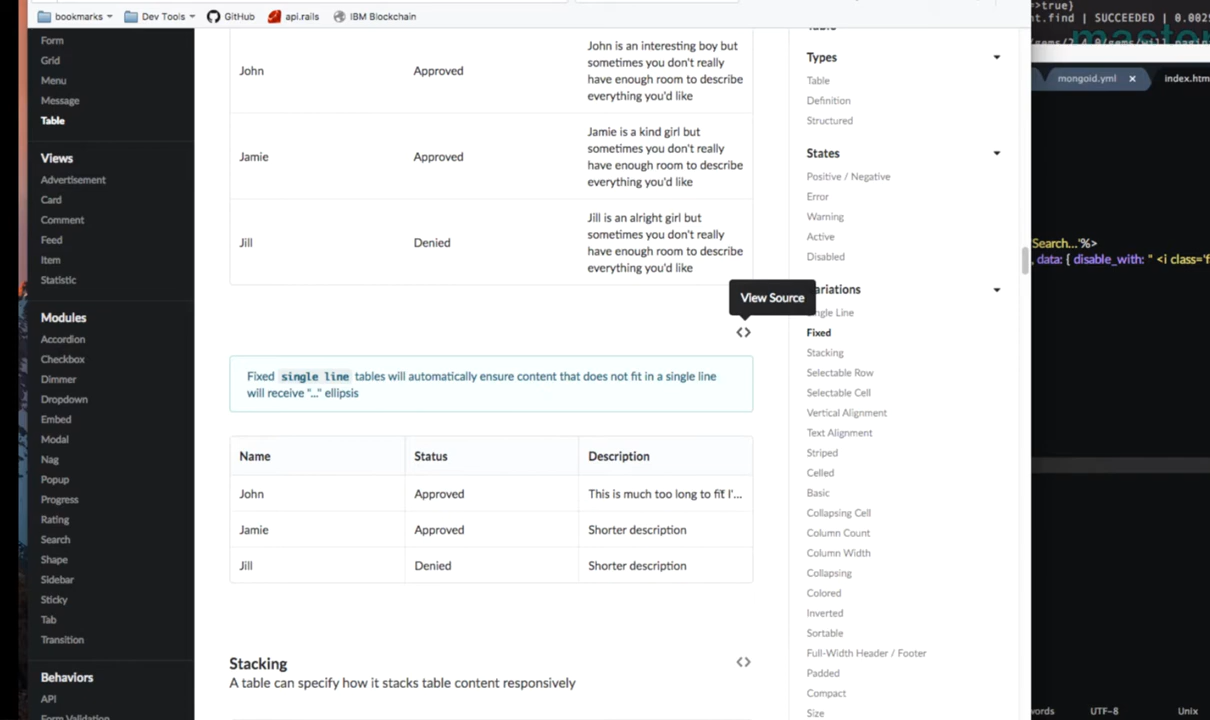 bookmarks
Dev Tools
GitHub
api.rails
IBM Blockchain
Form
Grid
Menu
Message
Table
Views
Advertisement
Card
Comment
Feed
Item
Statistic
Modules
Accordion
Checkbox
Dimmer
Dropdown
Embed
Modal
Nag
Popup
Progress
Rating
Search
Shape
Sidebar
Sticky
Tab
Transition
Behaviors
API
Form Validation
John
Approved
John is an interesting boy but
sometimes you don't really
have enough room to describe
everything you'd like
Jamie
Approved
Jamie is a kind girl but
sometimes you don't really
have enough room to describe
everything you'd like
Jill
Denied
Jill is an alright girl but
sometimes you don't really
have enough room to describe
everything you'd like
View Source
Fixed single line tables will automatically ensure content that does not fit in a single line
will receive "..." ellipsis
Name Status Description
John Approved This is much too long to fit I'...
Jamie Approved Shorter description
Jill Denied Shorter description
Stacking
A table can specify how it stacks table content responsively
Table
Types
Table
Definition
Structured
States
Positive / Negative
Error
Warning
Active
Disabled
Variations
Single Line
Fixed
Stacking
Selectable Row
Selectable Cell
Vertical Alignment
Text Alignment
Striped
Celled
Basic
Collapsing Cell
Column Count
Column Width
Collapsing
Colored
Inverted
Sortable
Full-Width Header / Footer
Padded
Compact
Size
>true}
t.find | SUCCEEDED | 0.002
master
mongoid.yml
index.htm
Search...'%>
, data: { disable_with: " <i class='f
words UTF-8 Unix